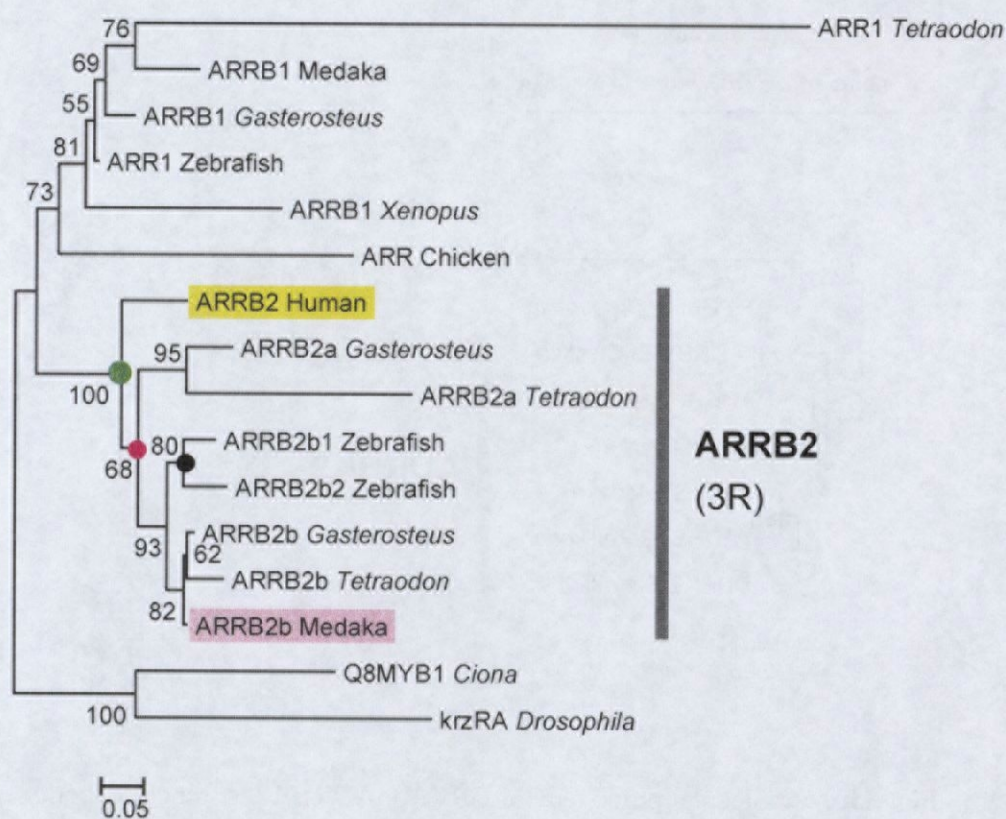 76
ARR1 Tetraodon
69
ARRB1 Medaka
55
ARRB1 Gasterosteus
81
ARR1 Zebrafish
73
ARRB1 Xenopus
ARR Chicken
ARRB2 Human
95
ARRB2a Gasterosteus
100
ARRB2a Tetraodon
80
ARRB2b1 Zebrafish
68
ARRB2b2 Zebrafish
ARRB2
(3R)
93
ARRB2b Gasterosteus
62
ARRB2b Tetraodon
82
ARRB2b Medaka
Q8MYB1 Ciona
100
krzRA Drosophila
0.05